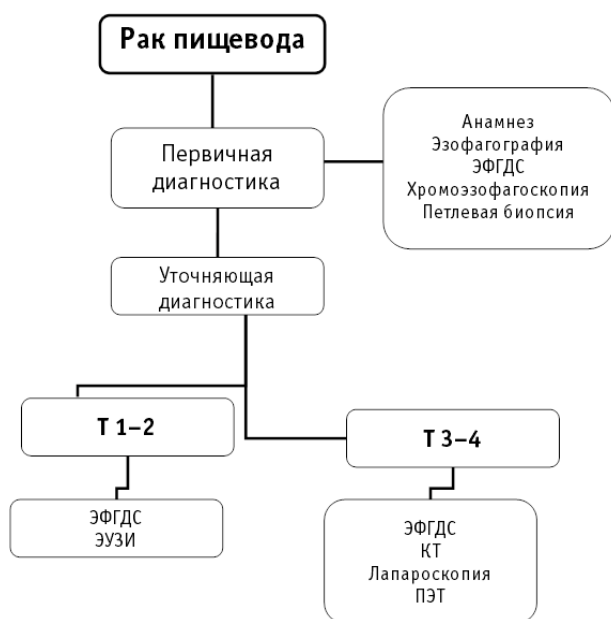 Рак пищевода
Первичная
диагностика
Анамнез
Эзофагография
ЭФГДС
Хромоэзофагоскопия
Петлевая биопсия
Уточняющая
диагностика
Т 1–2
Т 3–4
ЭФГДС
ЭУЗИ
ЭФГДС
КТ
Лапароскопия
ПЭТ